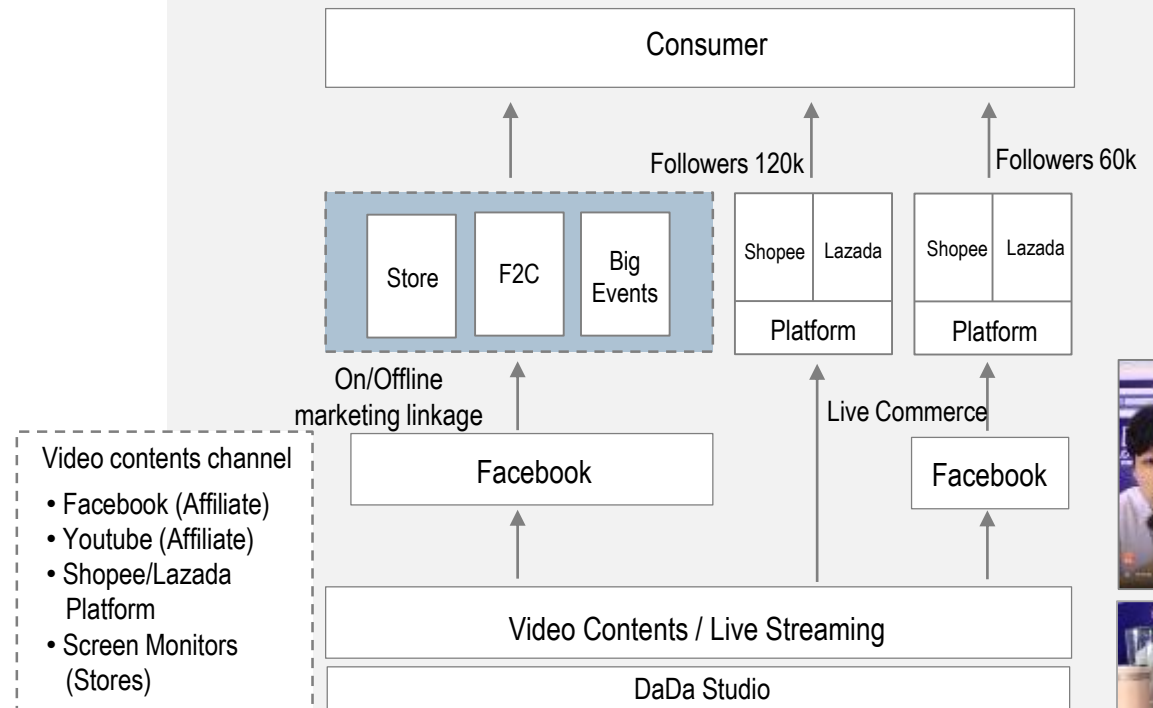 Consumer
Followers 120k
Followers 60k
Store
F2C
Big
Events
Shopee
Lazada
Platform
Shopee
Lazada
Platform
On/Offline
marketing linkage
Live Commerce
Facebook
Facebook
Video contents channel
• Facebook (Affiliate)
• Youtube (Affiliate)
• Shopee/Lazada
Platform
• Screen Monitors
(Stores)
Video Contents / Live Streaming
DaDa Studio